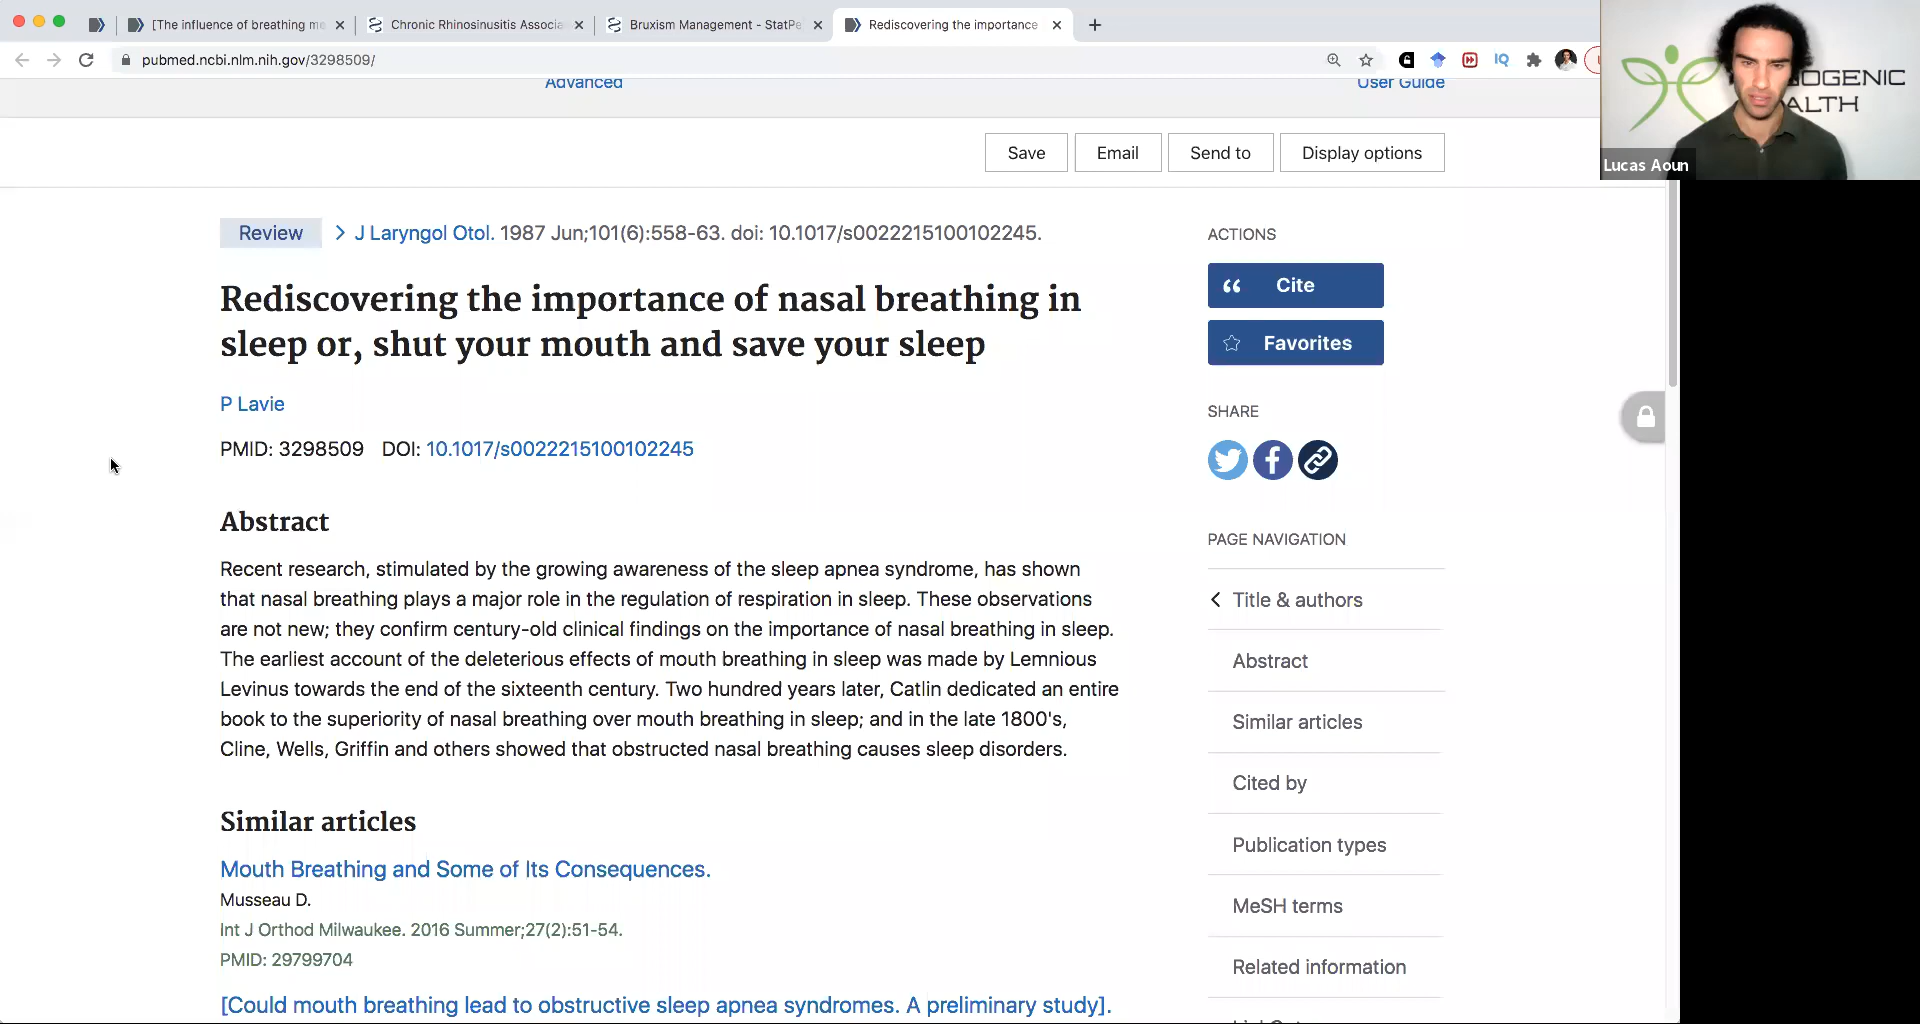 [The influence of breathing mo
Chronic Rhinosinusitis Associa
Bruxism Management - StatPe
Rediscovering the importance
pubmed.ncbi.nlm.nih.gov/3298509/
IQ
Advanced
User Guide
OGENIC
ALTH
Lucas Aoun
Save
Email
Send to
Display options
Review
J Laryngol Otol. 1987 Jun;101(6):558-63. doi: 10.1017/s0022215100102245.
Rediscovering the importance of nasal breathing in
sleep or, shut your mouth and save your sleep
P Lavie
PMID: 3298509 DOI: 10.1017/s0022215100102245
Abstract
Recent research, stimulated by the growing awareness of the sleep apnea syndrome, has shown
that nasal breathing plays a major role in the regulation of respiration in sleep. These observations
are not new; they confirm century-old clinical findings on the importance of nasal breathing in sleep.
The earliest account of the deleterious effects of mouth breathing in sleep was made by Lemnious
Levinus towards the end of the sixteenth century. Two hundred years later, Catlin dedicated an entire
book to the superiority of nasal breathing over mouth breathing in sleep; and in the late 1800's,
Cline, Wells, Griffin and others showed that obstructed nasal breathing causes sleep disorders.
Similar articles
Mouth Breathing and Some of Its Consequences.
Musseau D.
Int J Orthod Milwaukee. 2016 Summer;27(2):51-54.
PMID: 29799704
[Could mouth breathing lead to obstructive sleep apnea syndromes. A preliminary study].
ACTIONS
Cite
Favorites
SHARE
PAGE NAVIGATION
Title & authors
Abstract
Similar articles
Cited by
Publication types
MeSH terms
Related information